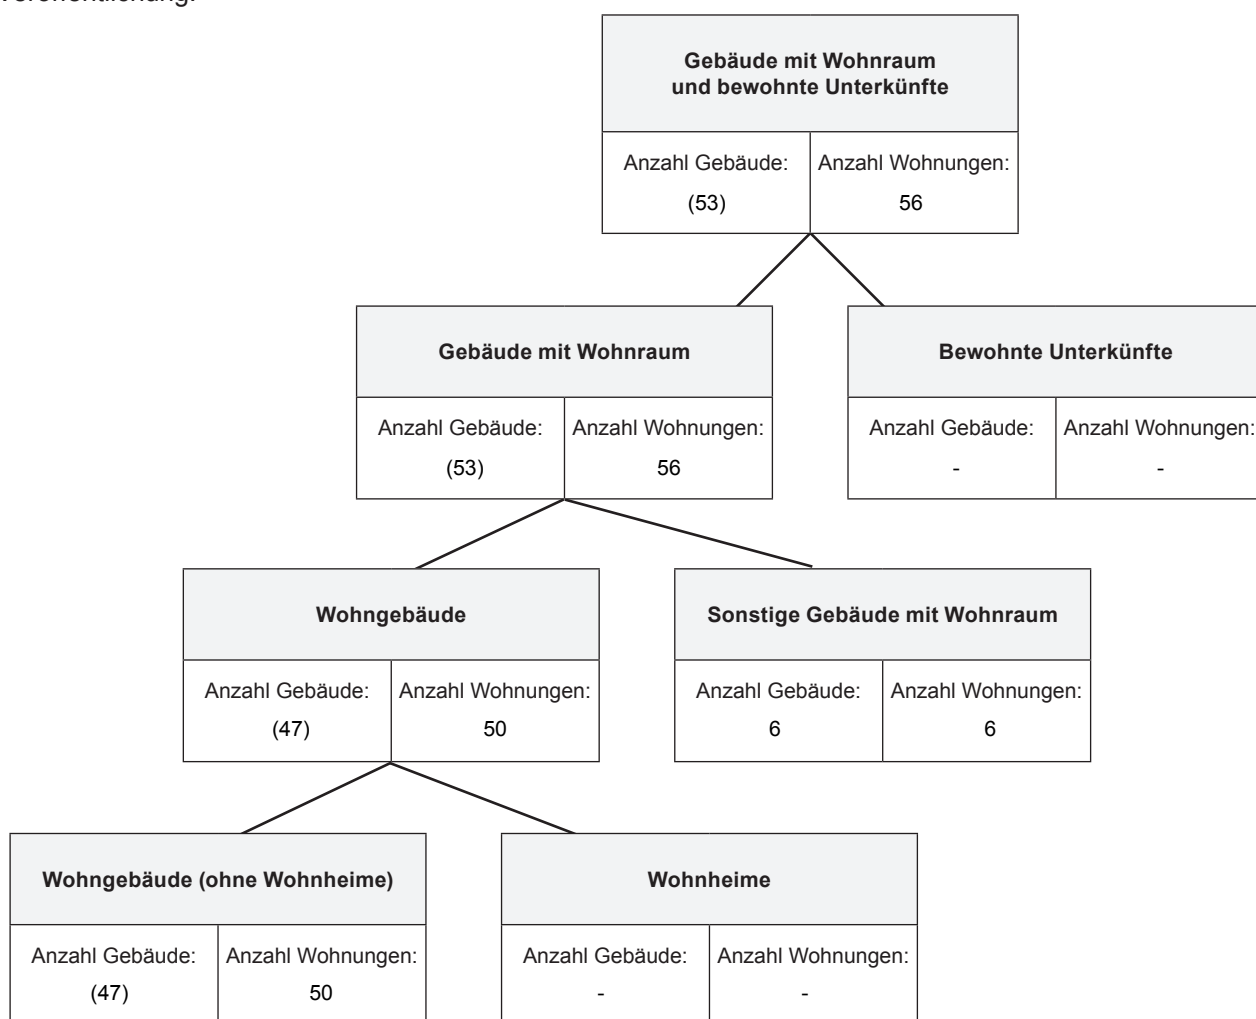 Gebäude mit Wohnraum
und bewohnte Unterkünfte
Anzahl Gebäude: Anzahl Wohnungen:
(53) 56
Gebäude mit Wohnraum Bewohnte Unterkünfte
Anzahl Gebäude: Anzahl Wohnungen: Anzahl Gebäude: Anzahl Wohnungen:
(53) 56 - -
Wohngebäude Sonstige Gebäude mit Wohnraum
Anzahl Gebäude: Anzahl Wohnungen: Anzahl Gebäude: Anzahl Wohnungen:
(47) 50 6 6
Wohngebäude (ohne Wohnheime) Wohnheime
Anzahl Gebäude: Anzahl Wohnungen: Anzahl Gebäude: Anzahl Wohnungen:
(47) 50 - -